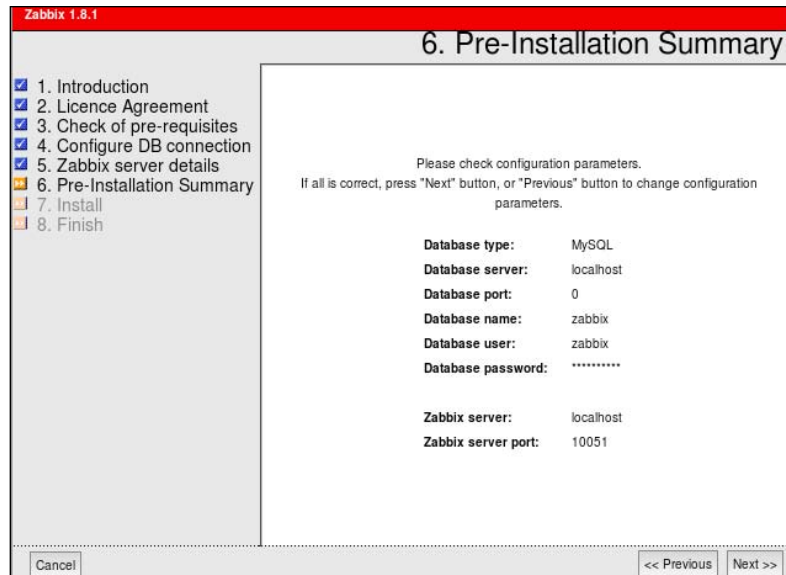 Zabbix 1.8.1
6. Pre-Installation Summary
1. Introduction
2. Licence Agreement
3. Check of pre-requisites
4. Configure DB connection
5. Zabbix server details
6. Pre-Installation Summary
7. Install
8. Finish
Please check configuration parameters.
If all is correct, press "Next" button, or "Previous" button to change configuration
parameters.
Database type: MySQL
Database server: localhost
Database port: 0
Database name: zabbix
Database user: zabbix
Database password: **********
Zabbix server: localhost
Zabbix server port: 10051
Cancel
<< Previous
Next >>